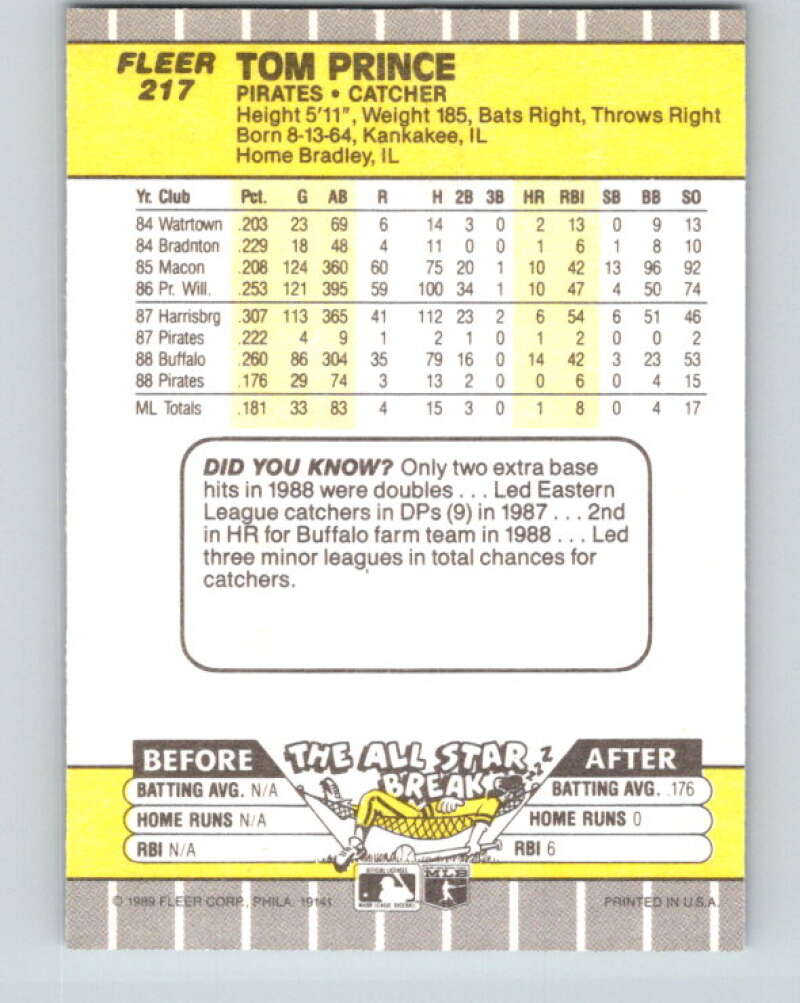 FLEER TOM PRINCE
217 PIRATES • CATCHER
Height 5'11", Weight 185, Bats Right, Throws Right
Born 8-13-64, Kankakee, IL
Home Bradley, IL
Yr. Club Pct. G AB R H 2B 3B HR RBI SB BB SO
84 Watrtown .203 23 69 6 14 3 0 2 13 0 9 13
84 Bradnton .229 18 48 4 11 0 0 1 6 1 8 10
85 Macon .208 124 360 60 75 20 1 10 42 13 96 92
86 Pr. Will. .253 121 395 59 100 34 1 10 47 4 50 74
87 Harrisbrg .307 113 365 41 112 23 2 6 54 6 51 46
87 Pirates .222 4 9 1 2 1 0 1 2 0 0 2
88 Buffalo .260 86 304 35 79 16 0 14 42 3 23 53
88 Pirates .176 29 74 3 13 2 0 0 6 0 4 15
ML Totals .181 33 83 4 15 3 0 1 8 0 4 17
DID YOU KNOW? Only two extra base
hits in 1988 were doubles . . . Led Eastern
League catchers in DPs (9) in 1987 . . . 2nd
in HR for Buffalo farm team in 1988 . . . Led
three minor leagues in total chances for
catchers.
BEFORE THE ALL STAR BREAK zzzz AFTER
BATTING AVG. N/A BATTING AVG. .176
HOME RUNS N/A HOME RUNS 0
RBI N/A RBI 6
MLB
© 1989 FLEER CORP., PHILA. 19141 PRINTED IN U.S.A.